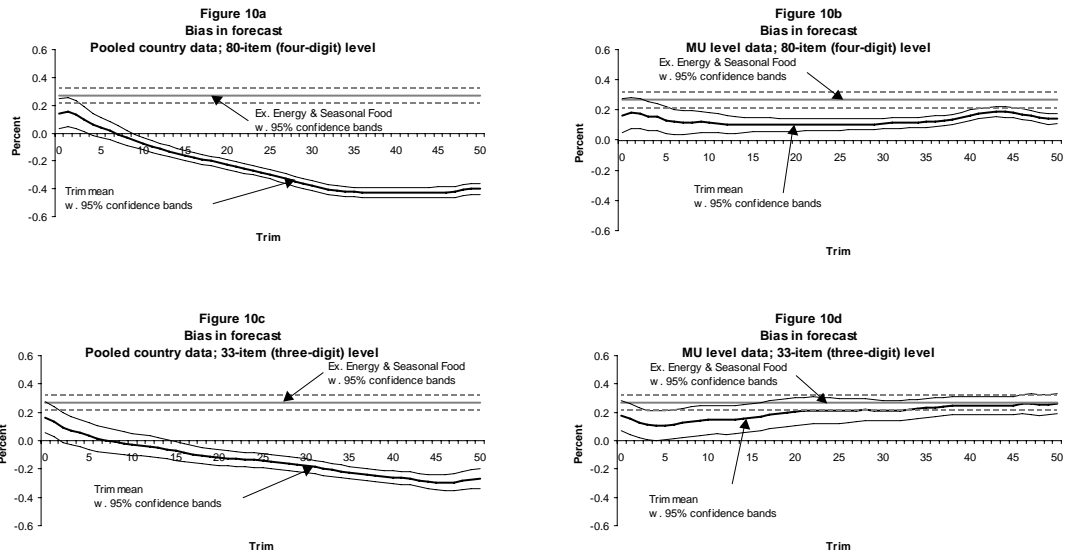 Figure 10a
Bias in forecast
Pooled country data; 80-item (four-digit) level
0.6
0.4
0.2
0.0
-0.2
-0.4
-0.6
Percent
0 5 10 15 20 25 30 35 40 45 50
Ex. Energy & Seasonal Food
w. 95% confidence bands
Trim mean
w. 95% confidence bands
Trim
Figure 10b
Bias in forecast
MU level data; 80-item (four-digit) level
0.6
0.4
0.2
0.0
-0.2
-0.4
-0.6
Percent
0 5 10 15 20 25 30 35 40 45 50
Ex. Energy & Seasonal Food
w. 95% confidence bands
Trim mean
w. 95% confidence bands
Trim
Figure 10c
Bias in forecast
Pooled country data; 33-item (three-digit) level
0.6
0.4
0.2
0.0
-0.2
-0.4
-0.6
Percent
0 5 10 15 20 25 30 35 40 45 50
Ex. Energy & Seasonal Food
w. 95% confidence bands
Trim mean
w. 95% confidence bands
Trim
Figure 10d
Bias in forecast
MU level data; 33-item (three-digit) level
0.6
0.4
0.2
0.0
-0.2
-0.4
-0.6
Percent
0 5 10 15 20 25 30 35 40 45 50
Ex. Energy & Seasonal Food
w. 95% confidence bands
Trim mean
w. 95% confidence bands
Trim